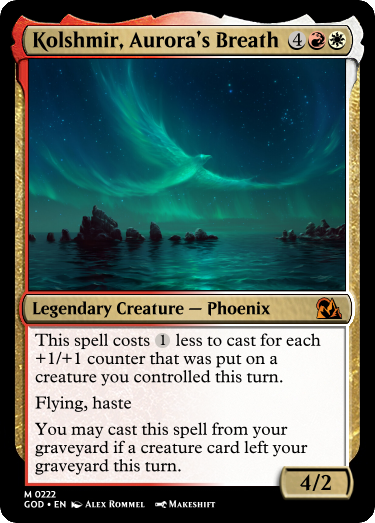 Kolshmir, Aurora's Breath 4
Legendary Creature — Phoenix
This spell costs 1 less to cast for each
+1/+1 counter that was put on a
creature you controlled this turn.
Flying, haste
You may cast this spell from your
graveyard if a creature card left your
graveyard this turn.
4/2
M 0222
GOD • EN Alex Rommel Makeshift